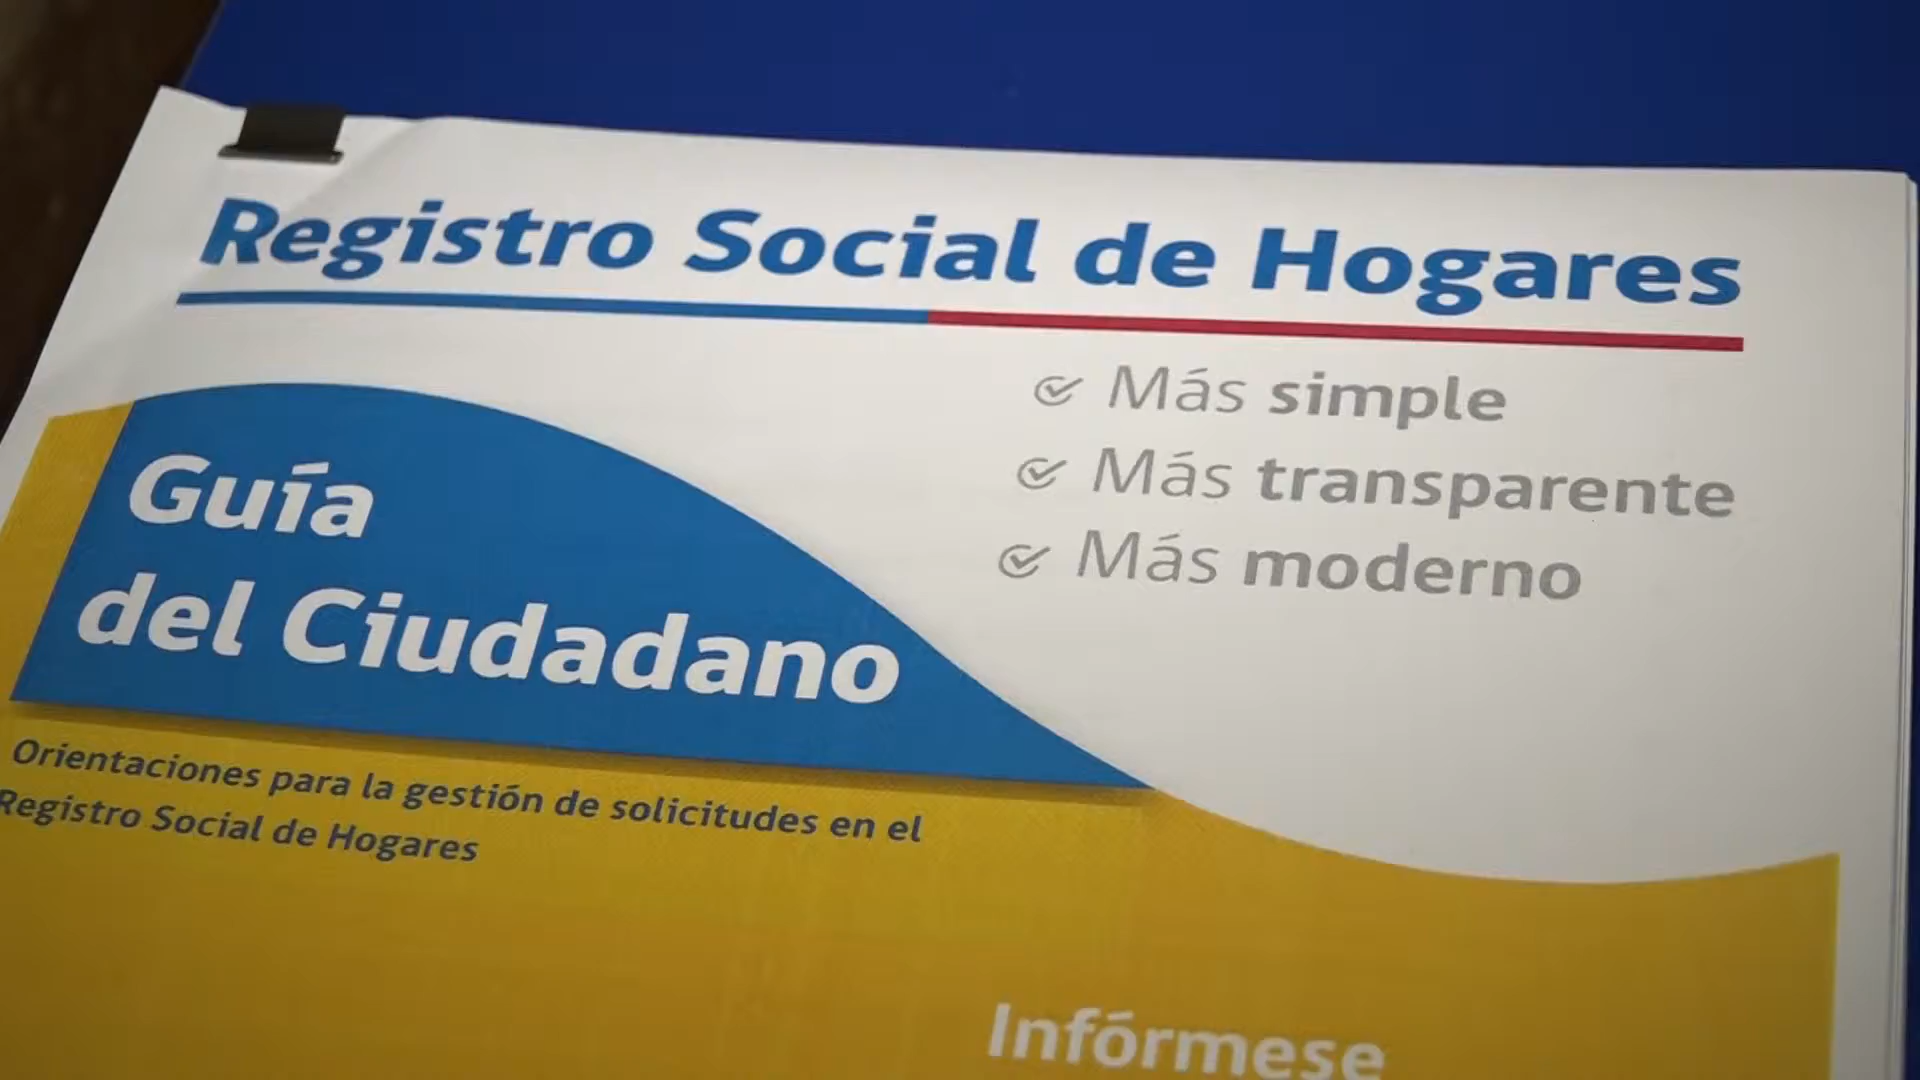 Registro Social de Hogares
Más simple
Más transparente
Más moderno
Guía
del Ciudadano
Orientaciones para la gestión de solicitudes en el
Registro Social de Hogares
Infórmese